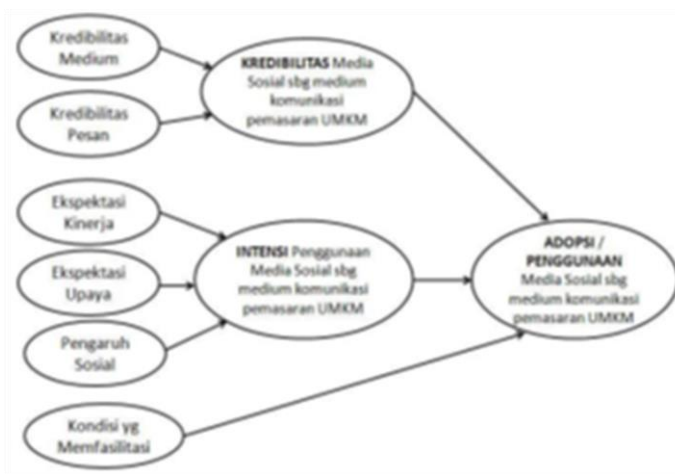 Kredibilitas
Medium
Kredibilitas
Pesan
KREDIBILITAS Media
Sosial sbg medium
komunikasi
pemasaran UMKM
Ekspektasi
Kinerja
Ekspektasi
Upaya
Pengaruh
Sosial
INTENSI Penggunaan
Media Sosial sbg
medium komunikasi
pemasaran UMKM
ADOPSI /
PENGGUNAAN
Media Sosial sbg
medium komunikasi
pemasaran UMKM
Kondisi yg
Memfasilitasi